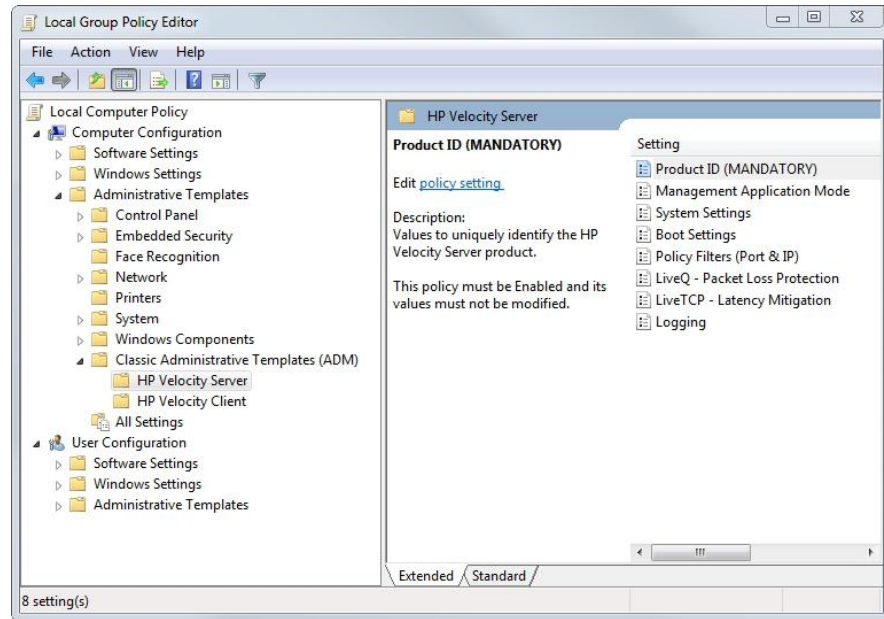 Local Group Policy Editor
File Action View Help
Local Computer Policy
Computer Configuration
Software Settings
Windows Settings
Administrative Templates
Control Panel
Embedded Security
Face Recognition
Network
Printers
System
Windows Components
Classic Administrative Templates (ADM)
HP Velocity Server
HP Velocity Client
All Settings
User Configuration
Software Settings
Windows Settings
Administrative Templates
HP Velocity Server
Product ID (MANDATORY)
Edit policy setting
Description:
Values to uniquely identify the HP
Velocity Server product.
This policy must be Enabled and its
values must not be modified.
Setting
Product ID (MANDATORY)
Management Application Mode
System Settings
Boot Settings
Policy Filters (Port & IP)
LiveQ - Packet Loss Protection
LiveTCP - Latency Mitigation
Logging
Extended Standard
8 setting(s)